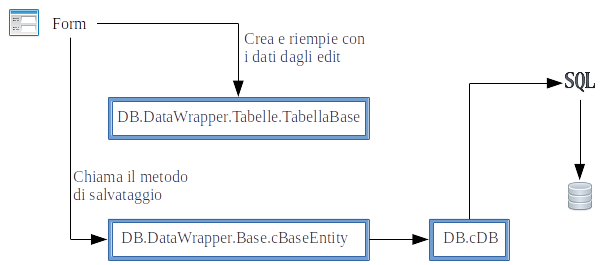 Form
Crea e riempie con
i dati dagli edit
SQL
DB.DataWrapper.Tabelle.TabellaBase
Chiama il metodo
di salvataggio
DB.DataWrapper.Base.cBaseEntity
DB.cDB